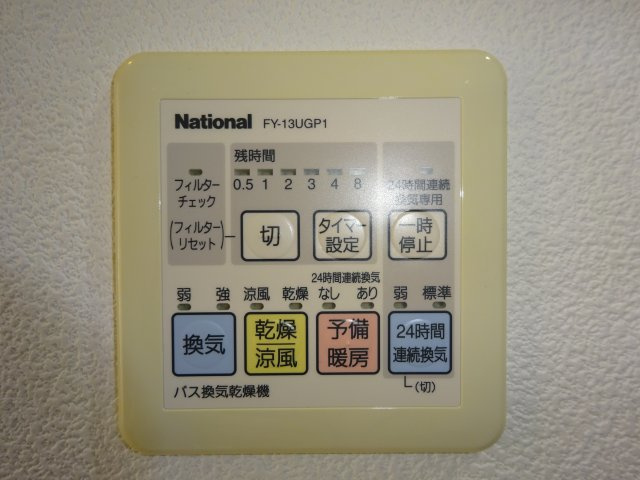 National FY-13UGP1
残時間
フィルター
チェック
0.5 1 2 3 4 8
24時間連続
換気専用
(フィルター
リセット)
切
タイマー
設定
一時
停止
24時間連続換気
弱 強 涼風 乾燥 なし あり 弱 標準
換気
乾燥
涼風
予備
暖房
24時間
連続換気
(切)
バス換気乾燥機